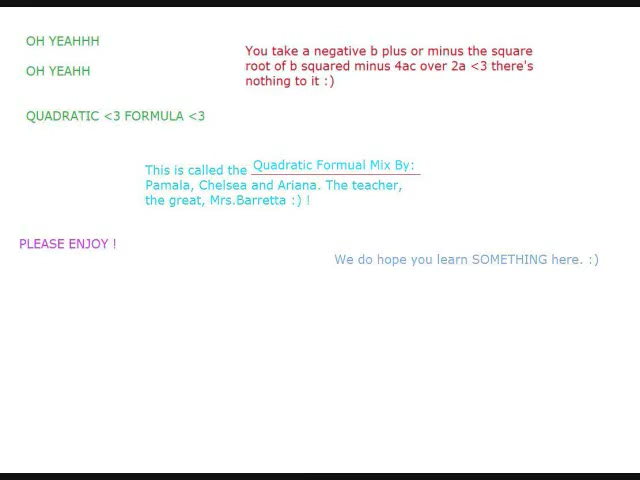 OH YEAHHH
OH YEAHH
QUADRATIC <3 FORMULA <3
You take a negative b plus or minus the square
root of b squared minus 4ac over 2a <3 there's
nothing to it :)
This is called the Quadratic Formual Mix By:
Pamala, Chelsea and Ariana. The teacher,
the great, Mrs.Barretta :) !
PLEASE ENJOY !
We do hope you learn SOMETHING here. :)